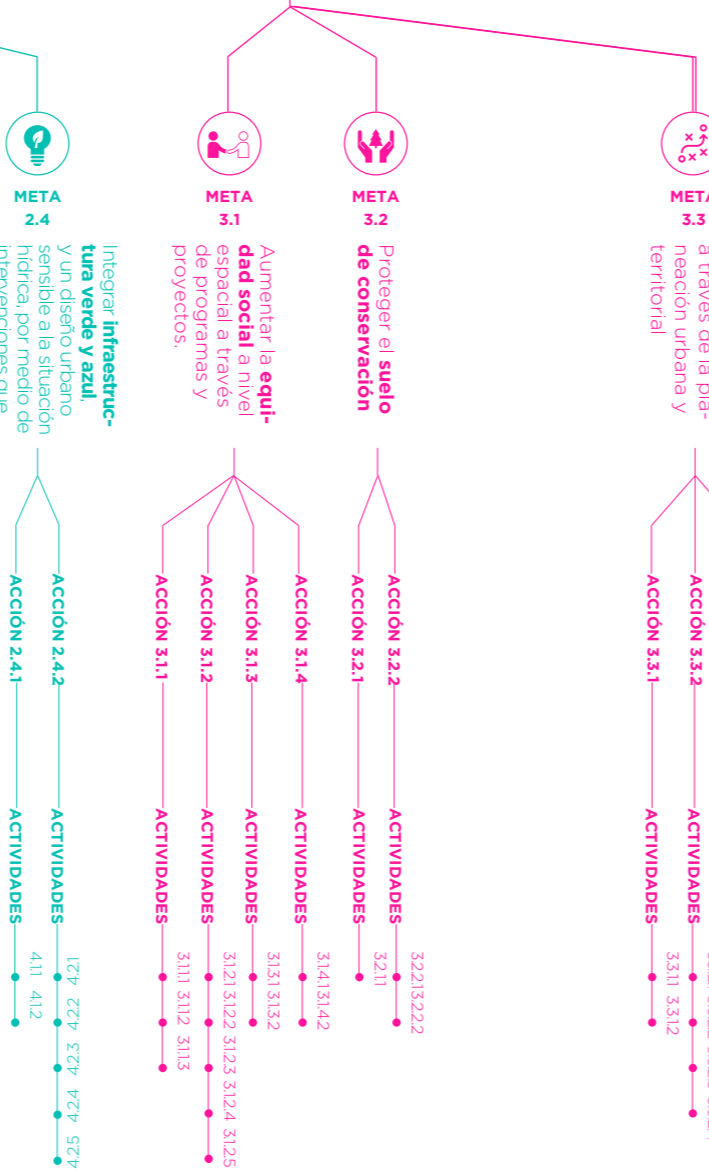 META
2.4
Integrar infraestruc-
tura verde y azul,
y un diseño urbano
sensible a la situación
hídrica, por medio de
intervenciones que
ACCIÓN 2.4.2
ACTIVIDADES
4.2.1 4.2.2 4.2.3 4.2.4 4.2.5
ACCIÓN 2.4.1
ACTIVIDADES
4.1.1 4.1.2
META
3.1
Aumentar la equi-
dad social a nivel
espacial a través
de programas y
proyectos.
ACCIÓN 3.1.4
ACTIVIDADES
3.1.4.1 3.1.4.2
ACCIÓN 3.1.3
ACTIVIDADES
3.1.3.1 3.1.3.2
ACCIÓN 3.1.2
ACTIVIDADES
3.1.2.1 3.1.2.2 3.1.2.3 3.1.2.4 3.1.2.5
ACCIÓN 3.1.1
ACTIVIDADES
3.1.1.1 3.1.1.2 3.1.1.3
META
3.2
Proteger el suelo
de conservación
ACCIÓN 3.2.2
ACTIVIDADES
3.2.2.1 3.2.2.2
ACCIÓN 3.2.1
ACTIVIDADES
3.2.1.1
META
3.3
a través de la pla-
neación urbana y
territorial
ACCIÓN 3.3.2
ACTIVIDADES
ACCIÓN 3.3.1
ACTIVIDADES
3.3.1.1 3.3.1.2